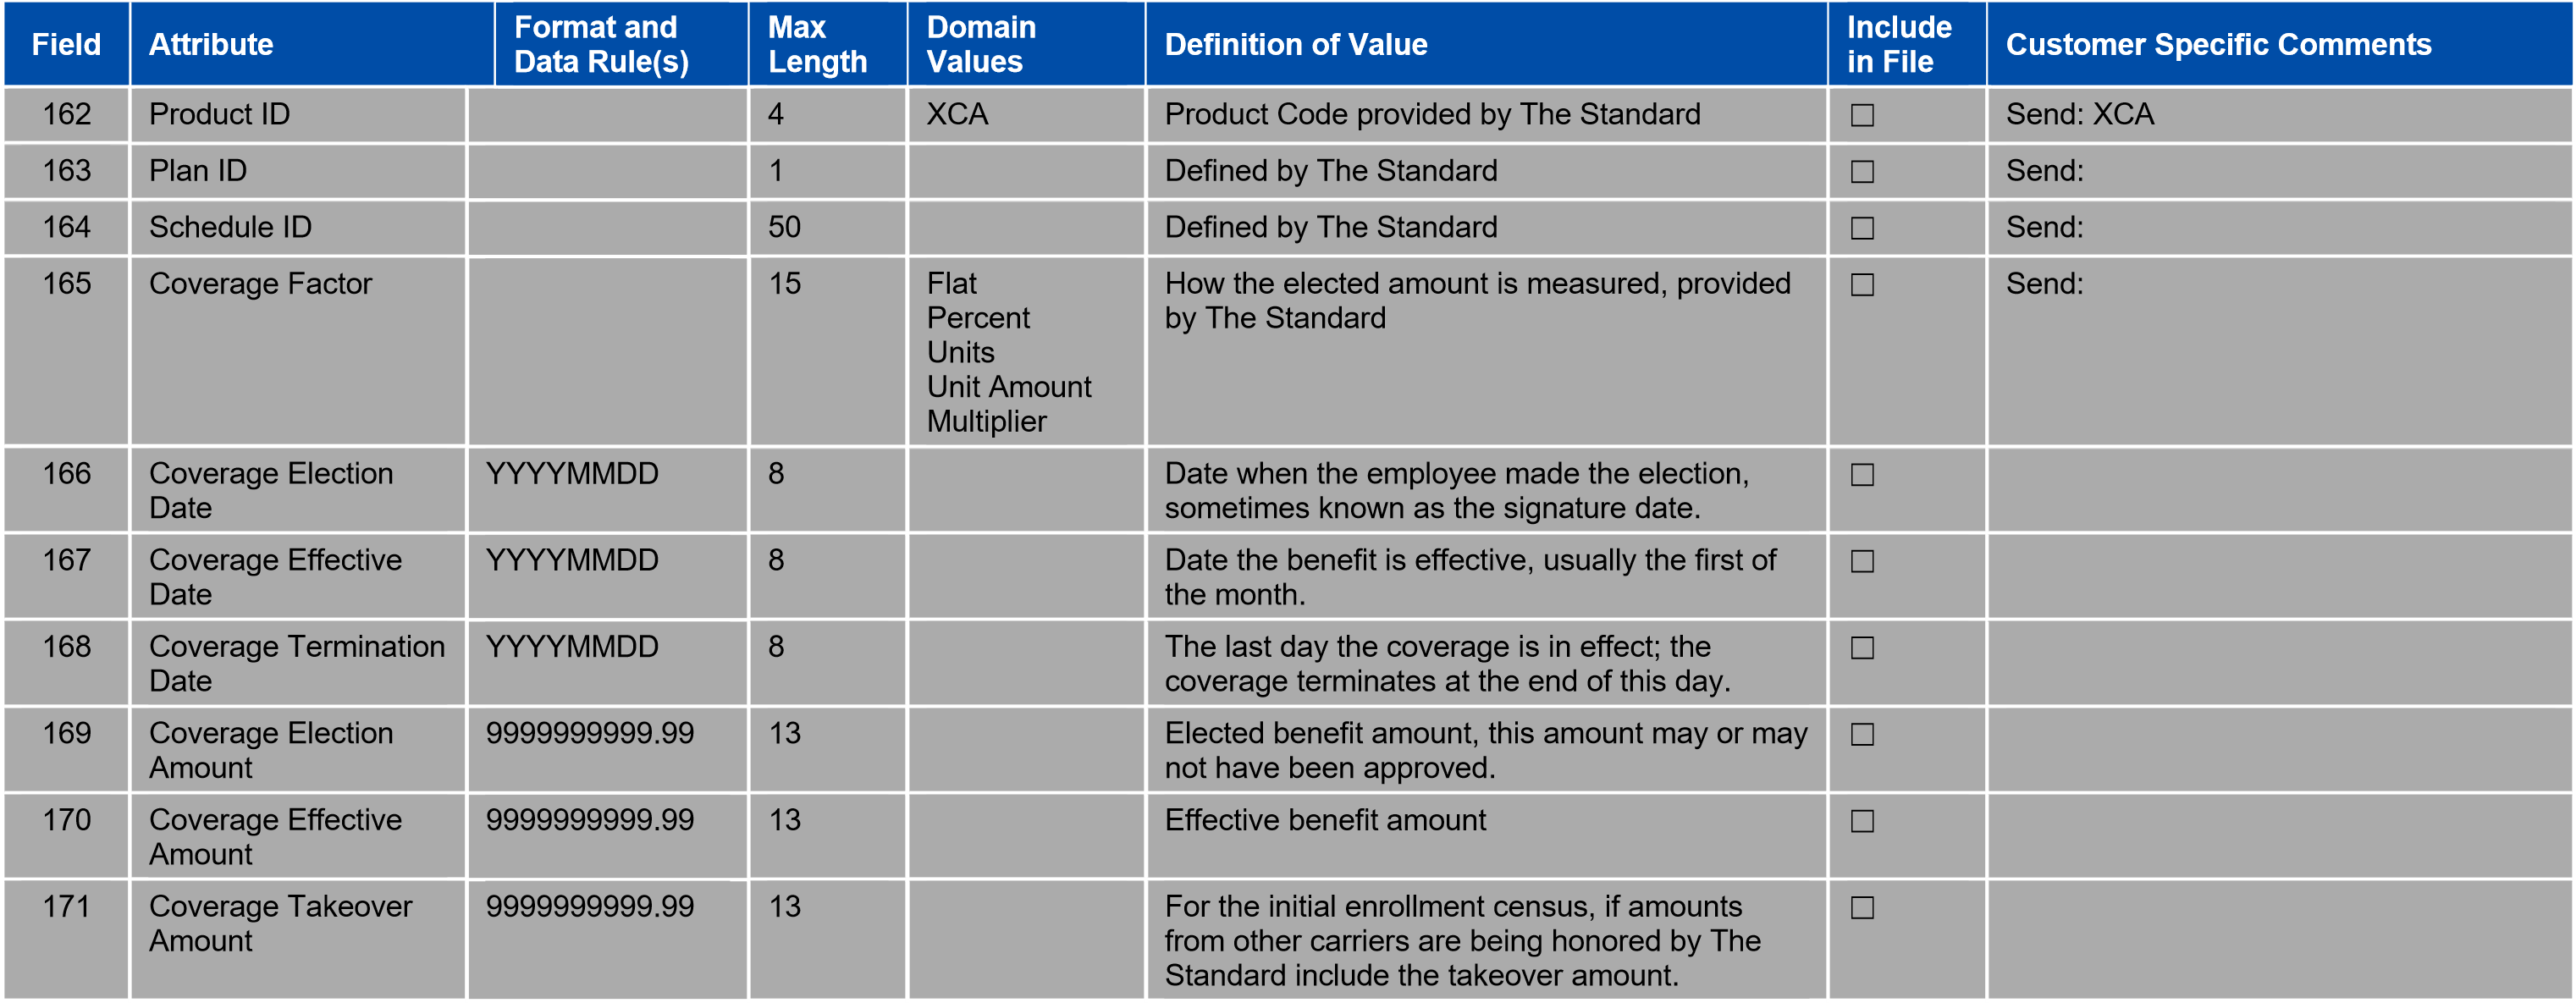 Field Attribute Format and Data Rule(s) Max Length Domain Values Definition of Value Include in File Customer Specific Comments
162 Product ID 4 XCA Product Code provided by The Standard ☐ Send: XCA
163 Plan ID 1 Defined by The Standard ☐ Send:
164 Schedule ID 50 Defined by The Standard ☐ Send:
165 Coverage Factor 15 Flat How the elected amount is measured, provided ☐ Send:
Percent by The Standard
Units
Unit Amount
Multiplier
166 Coverage Election YYYYMMDD 8 Date when the employee made the election, ☐
Date sometimes known as the signature date.
167 Coverage Effective YYYYMMDD 8 Date the benefit is effective, usually the first of ☐
Date the month.
168 Coverage Termination YYYYMMDD 8 The last day the coverage is in effect; the ☐
Date coverage terminates at the end of this day.
169 Coverage Election 9999999999.99 13 Elected benefit amount, this amount may or may ☐
Amount not have been approved.
170 Coverage Effective 9999999999.99 13 Effective benefit amount ☐
Amount
171 Coverage Takeover 9999999999.99 13 For the initial enrollment census, if amounts ☐
Amount from other carriers are being honored by The
Standard include the takeover amount.